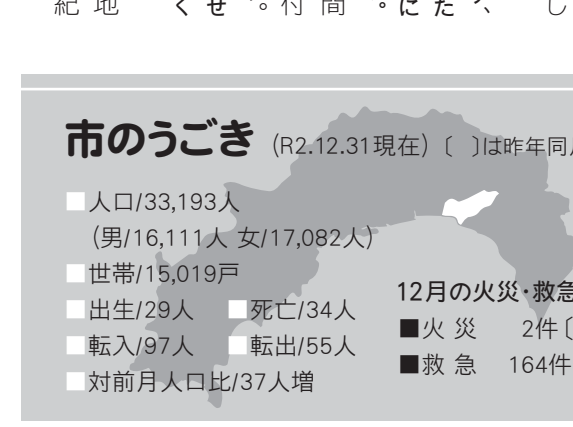 市のうごき (R2.12.31現在)〔 〕は昨年同
■人口/33,193人
(男/16,111人 女/17,082人)
■世帯/15,019戸
■出生/29人 ■死亡/34人
■転入/97人 ■転出/55人
■対前月人口比/37人増
12月の火災・救急
■火 災 2件〔
■救 急 164件